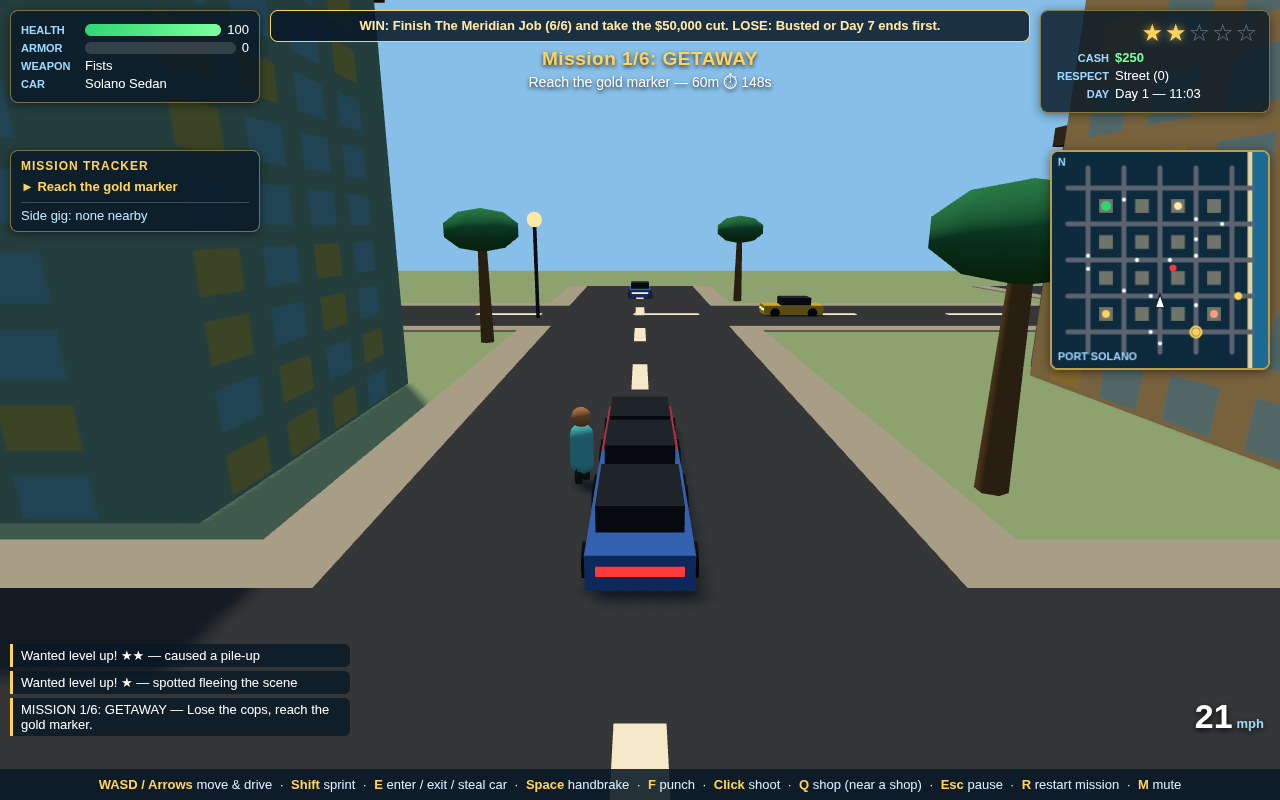 HEALTH 100
ARMOR 0
WEAPON Fists
CAR Solano Sedan
WIN: Finish The Meridian Job (6/6) and take the $50,000 cut. LOSE: Busted or Day 7 ends first.
Mission 1/6: GETAWAY
Reach the gold marker — 60m ⏱ 148s
★★☆☆☆
CASH $250
RESPECT Street (0)
DAY Day 1 — 11:03
MISSION TRACKER
► Reach the gold marker
Side gig: none nearby
N
PORT SOLANO
Wanted level up! ★★ — caused a pile-up
Wanted level up! ★ — spotted fleeing the scene
MISSION 1/6: GETAWAY — Lose the cops, reach the
gold marker.
21 mph
WASD / Arrows move & drive · Shift sprint · E enter / exit / steal car · Space handbrake · F punch · Click shoot · Q shop (near a shop) · Esc pause · R restart mission · M mute